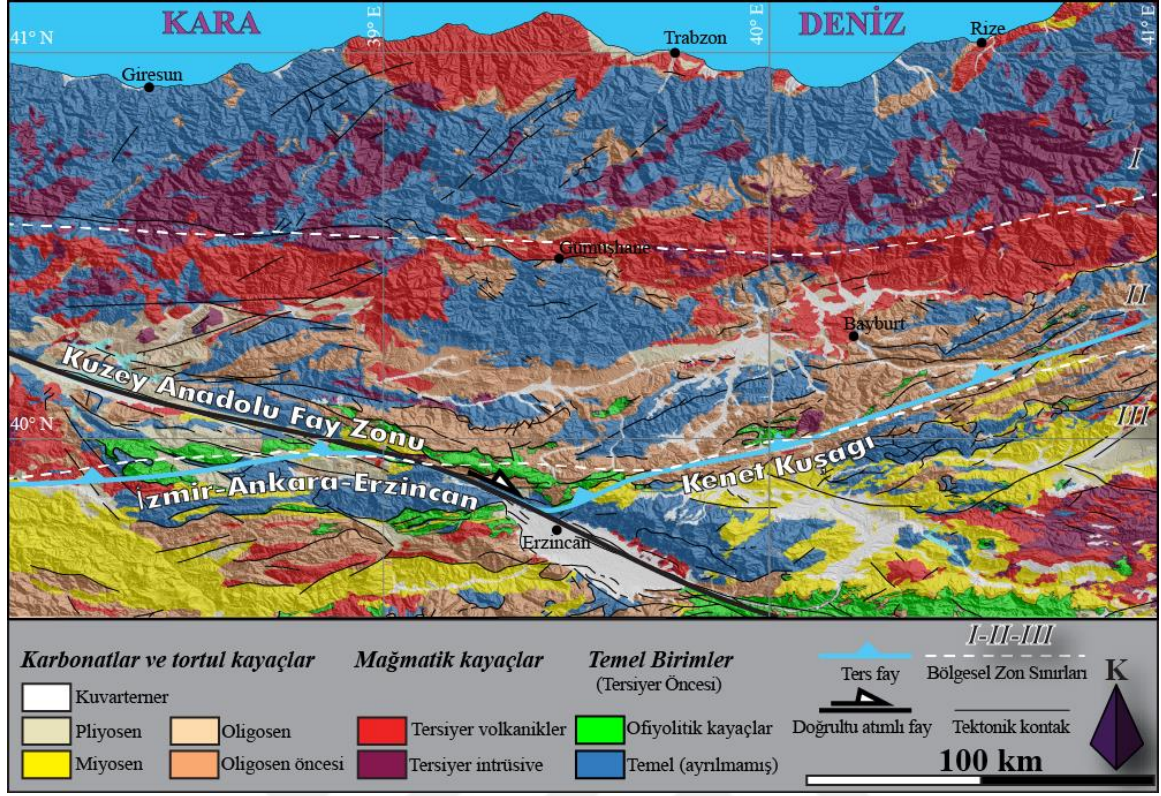 KARA
DENİZ
41° N
39° E
40° E
41° E
Giresun
Trabzon
Rize
I
Gümüşhane
II
Bayburt
Kuzey Anadolu Fay Zonu
40° N
III
İzmir-Ankara-Erzincan
Kenet Kuşağı
Erzincan
Karbonatlar ve tortul kayaçlar
Kuvarterner
Pliyosen
Oligosen
Miyosen
Oligosen öncesi
Mağmatik kayaçlar
Tersiyer volkanikler
Tersiyer intrüsive
Temel Birimler
(Tersiyer Öncesi)
Ofiyolitik kayaçlar
Temel (ayrılmamış)
I-II-III
Ters fay
Bölgesel Zon Sınırları
Doğrultu atımlı fay
Tektonik kontak
K
100 km